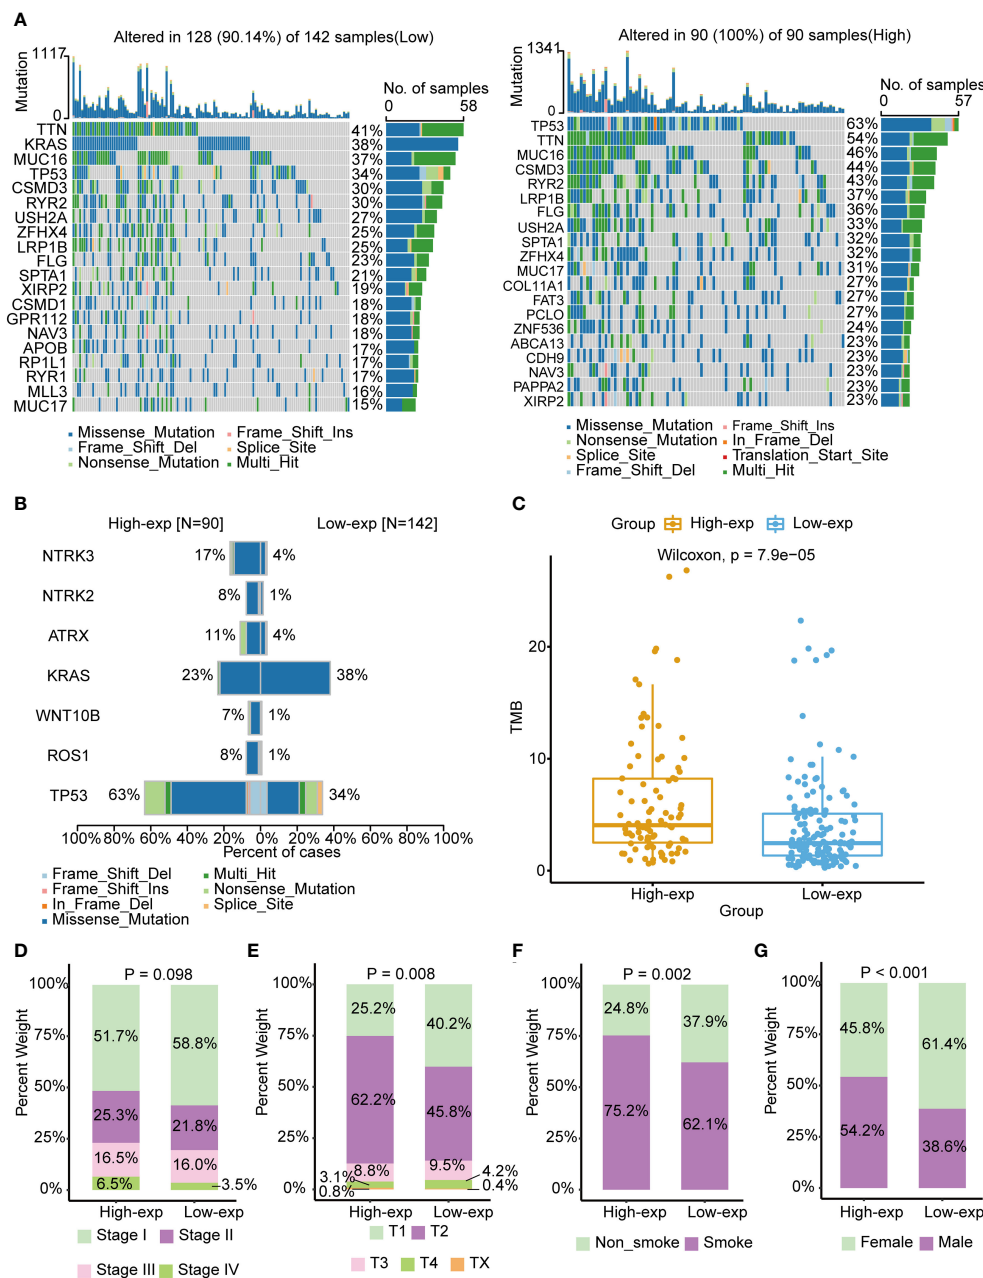 A
Altered in 128 (90.14%) of 142 samples(Low)
1117
Mutation
0
No. of samples
0 58
TTN 41%
KRAS 38%
MUC16 37%
TP53 34%
CSMD3 30%
RYR2 30%
USH2A 27%
ZFHX4 25%
LRP1B 25%
FLG 23%
SPTA1 21%
XIRP2 19%
CSMD1 18%
GPR112 18%
NAV3 18%
APOB 17%
RP1L1 17%
RYR1 17%
MLL3 16%
MUC17 15%
Missense_Mutation Frame_Shift_Ins
Frame_Shift_Del Splice_Site
Nonsense_Mutation Multi_Hit
Altered in 90 (100%) of 90 samples(High)
1341
Mutation
0
No. of samples
0 57
TP53 63%
TTN 54%
MUC16 46%
CSMD3 44%
RYR2 43%
LRP1B 37%
FLG 36%
USH2A 33%
SPTA1 32%
ZFHX4 32%
MUC17 31%
COL11A1 27%
FAT3 27%
PCLO 27%
ZNF536 24%
ABCA13 23%
CDH9 23%
NAV3 23%
PAPPA2 23%
XIRP2 23%
Missense_Mutation Frame_Shift_Ins
Nonsense_Mutation In_Frame_Del
Splice_Site Translation_Start_Site
Frame_Shift_Del Multi_Hit
B
High-exp [N=90] Low-exp [N=142]
NTRK3 17% 4%
NTRK2 8% 1%
ATRX 11% 4%
KRAS 23% 38%
WNT10B 7% 1%
ROS1 8% 1%
TP53 63% 34%
100% 80% 60% 40% 20% 0% 20% 40% 60% 80% 100%
Percent of cases
Frame_Shift_Del Multi_Hit
Frame_Shift_Ins Nonsense_Mutation
In_Frame_Del Splice_Site
Missense_Mutation
C
Group High-exp Low-exp
Wilcoxon, p = 7.9e−05
TMB
20
10
0
High-exp Low-exp
Group
D
P = 0.098
Percent Weight
100%
75%
50%
25%
0%
51.7% 58.8%
25.3% 21.8%
16.5% 16.0%
6.5% 3.5%
High-exp Low-exp
Stage I Stage II
Stage III Stage IV
E
P = 0.008
Percent Weight
100%
75%
50%
25%
0%
25.2% 40.2%
62.2% 45.8%
8.8% 9.5%
3.1% 4.2%
0.8% 0.4%
High-exp Low-exp
T1 T2
T3 T4 TX
F
P = 0.002
Percent Weight
100%
75%
50%
25%
0%
24.8% 37.9%
75.2% 62.1%
High-exp Low-exp
Non_smoke Smoke
G
P < 0.001
Percent Weight
100%
75%
50%
25%
0%
45.8% 61.4%
54.2% 38.6%
High-exp Low-exp
Female Male